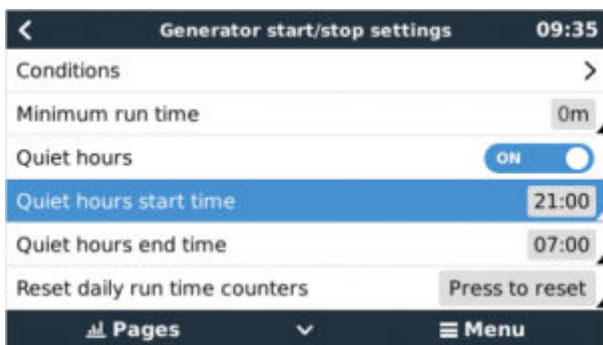 Generator start/stop settings 09:35
Conditions
Minimum run time 0m
Quiet hours ON
Quiet hours start time 21:00
Quiet hours end time 07:00
Reset daily run time counters Press to reset
Pages Menu